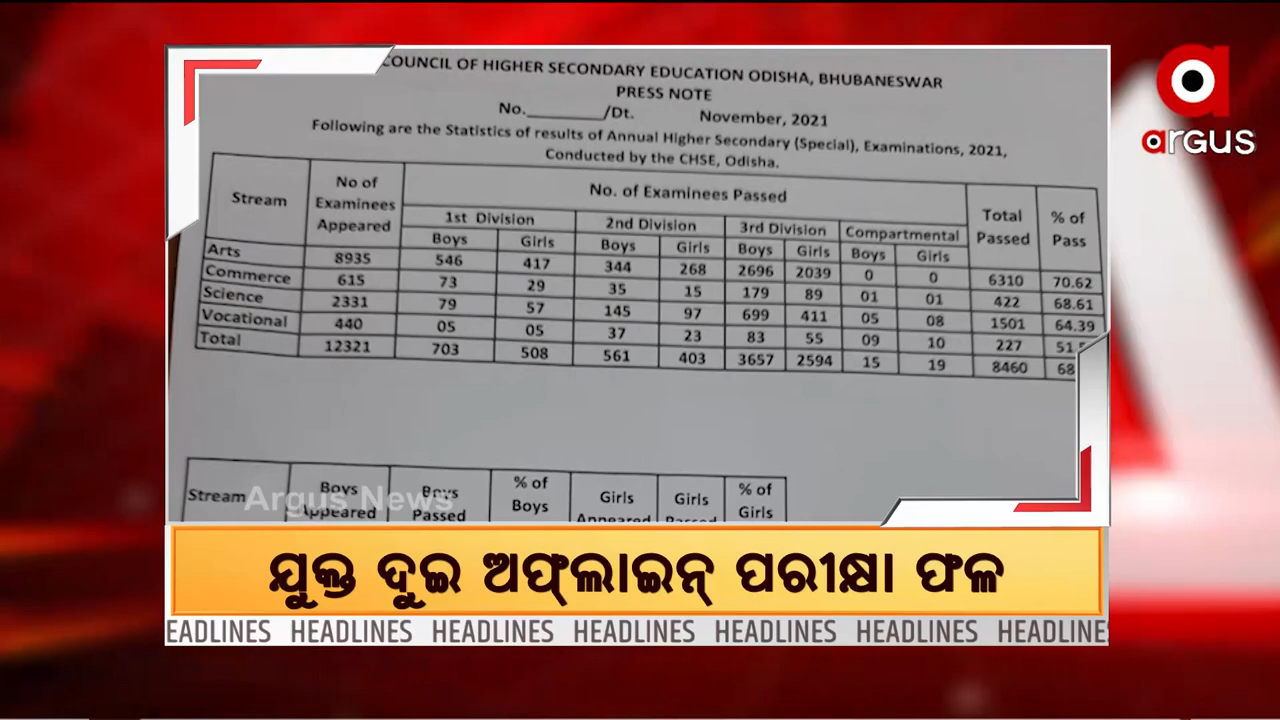 COUNCIL OF HIGHER SECONDARY EDUCATION ODISHA, BHUBANESWAR
PRESS NOTE
No.________/Dt. November, 2021
Following are the Statistics of results of Annual Higher Secondary (Special), Examinations, 2021,
Conducted by the CHSE, Odisha.
Stream No of Examinees Appeared No. of Examinees Passed Total Passed % of Pass
1st Division 2nd Division 3rd Division Compartmental
Boys Girls Boys Girls Boys Girls Boys Girls
Arts 8935 546 417 344 268 2696 2039 0 0 6310 70.62
Commerce 615 73 29 35 15 179 89 01 01 422 68.61
Science 2331 79 57 145 97 699 411 05 08 1501 64.39
Vocational 440 05 05 37 23 83 55 09 10 227
Total 12321 703 508 561 403 3657 2594 15 19 8460
Stream Boys Appeared Boys Passed % of Boys Girls Appeared Girls Passed % of Girls
Argus News
argus
ଯୁକ୍ତ ଦୁଇ ଅଫ୍‌ଲାଇନ୍ ପରୀକ୍ଷା ଫଳ
EADLINES HEADLINES HEADLINES HEADLINES HEADLINES HEADLINES HEADLINE